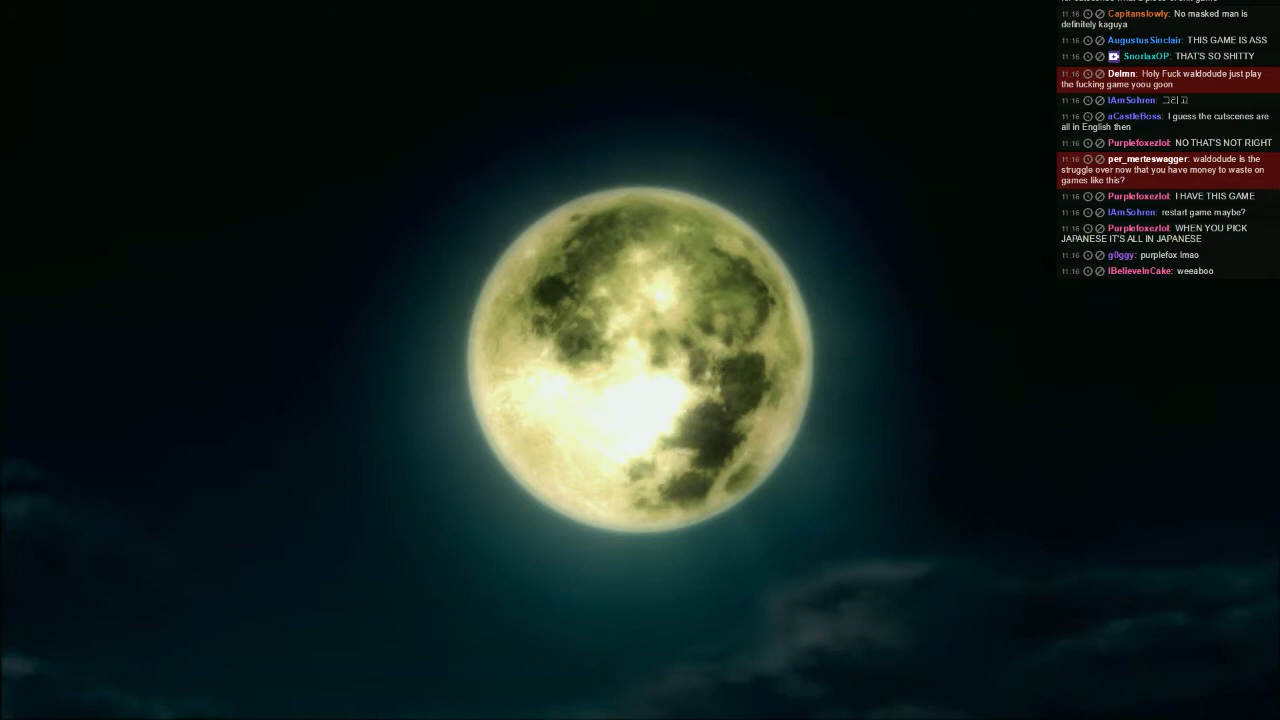 11:16 Capitanslowly: No masked man is
definitely kaguya
11:16 AugustusSinclair: THIS GAME IS ASS
11:16 SnorlaxOP: THAT'S SO SHITTY
11:16 Delmn: Holy Fuck waldodude just play
the fucking game yoou goon
11:16 IAmSohren: 그리고
11:16 aCastleBoss: I guess the cutscenes are
all in English then
11:16 Purplefoxezlol: NO THAT'S NOT RIGHT
11:16 per_merteswagger: waldodude Is the
struggle over now that you have money to waste on
games like this?
11:16 Purplefoxezlol: I HAVE THIS GAME
11:16 IAmSohren: restart game maybe?
11:16 Purplefoxezlol: WHEN YOU PICK
JAPANESE IT'S ALL IN JAPANESE
11:16 g0ggy: purplefox lmao
11:16 IBelieveInCake: weeaboo